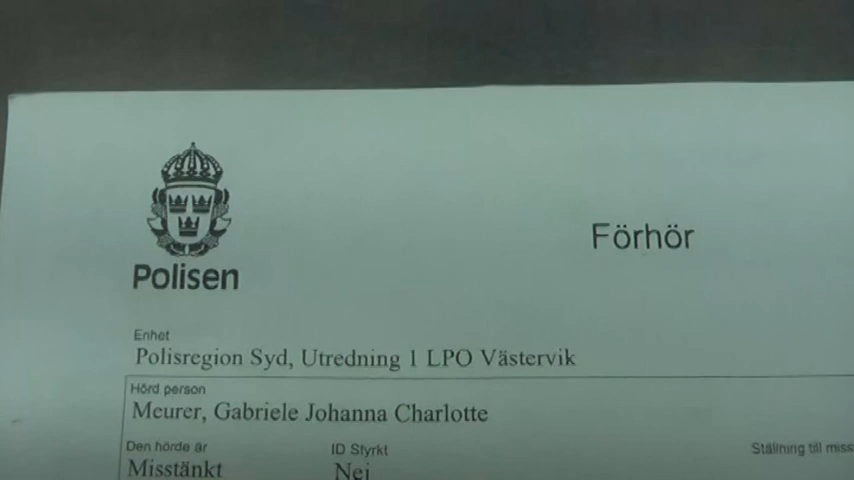 Polisen
Förhör
Enhet
Polisregion Syd, Utredning 1 LPO Västervik
Hörd person
Meurer, Gabriele Johanna Charlotte
Den hörde är
ID Styrkt
Ställning till miss
Misstänkt
Nej